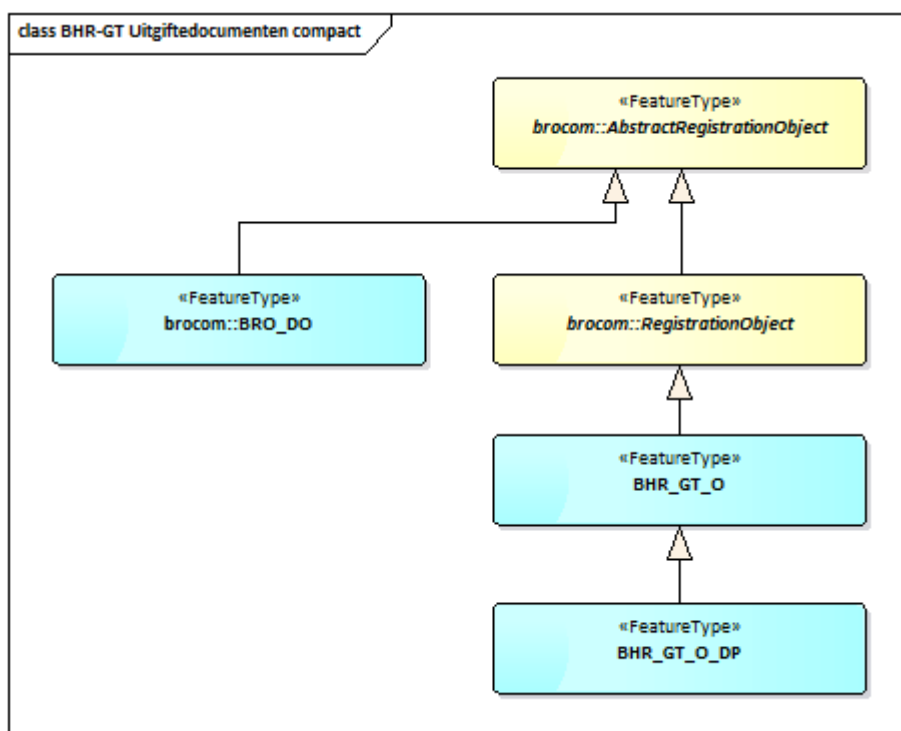 class BHR-GT Uitgiftedocumenten compact
«FeatureType»
brocom::AbstractRegistrationObject
«FeatureType»
brocom::BRO_DO
«FeatureType»
brocom::RegistrationObject
«FeatureType»
BHR_GT_O
«FeatureType»
BHR_GT_O_DP